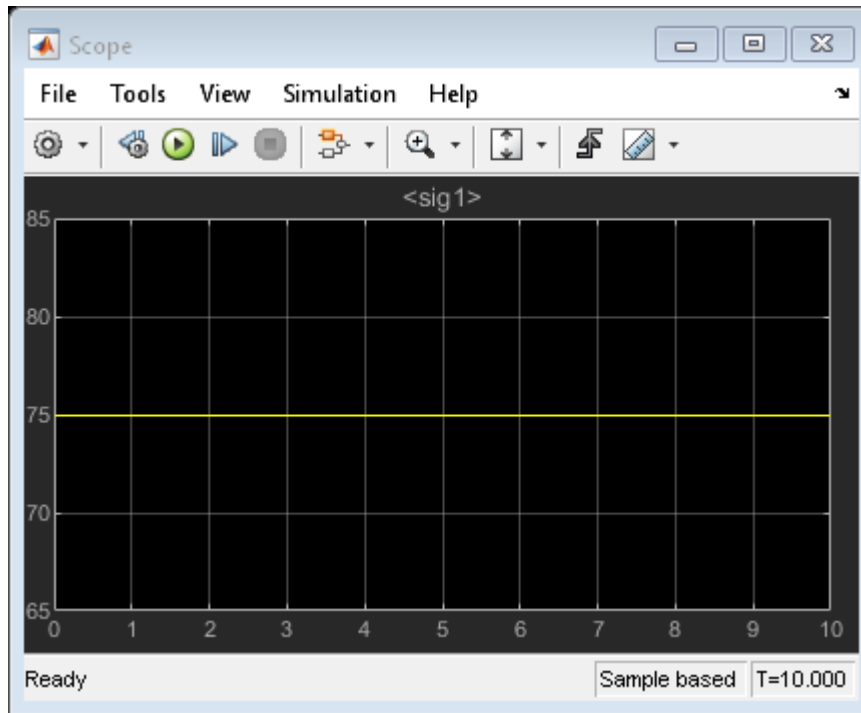 Scope
File Tools View Simulation Help
<sig1>
85
80
75
70
65
0 1 2 3 4 5 6 7 8 9 10
Ready Sample based T=10.000